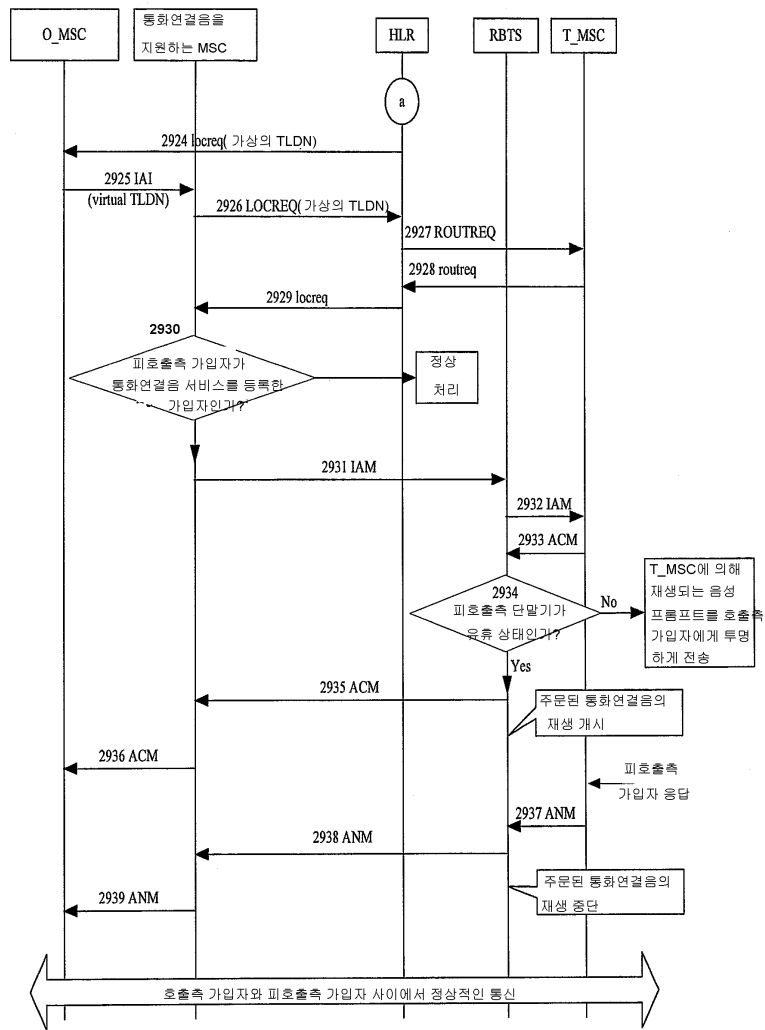 O_MSC
통화연결음을
지원하는 MSC
HLR
RBTS
T_MSC
a
2924 locreq( 가상의 TLDN)
2925 IAI
(virtual TLDN)
2926 LOCREQ( 가상의 TLDN)
2927 ROUTREQ
2928 routreq
2929 locreq
2930
피호출측 가입자가
통화연결음 서비스를 등록한
가입자인가?
정상
처리
2931 IAM
2932 IAM
2933 ACM
2934
피호출측 단말기가
유휴 상태인가?
No
T_MSC에 의해
재생되는 음성
프롬프트를 호출측
가입자에게 투명
하게 전송
Yes
2935 ACM
주문된 통화연결음의
재생 개시
2936 ACM
피호출측
가입자 응답
2937 ANM
2938 ANM
주문된 통화연결음의
재생 중단
2939 ANM
호출측 가입자와 피호출측 가입자 사이에서 정상적인 통신